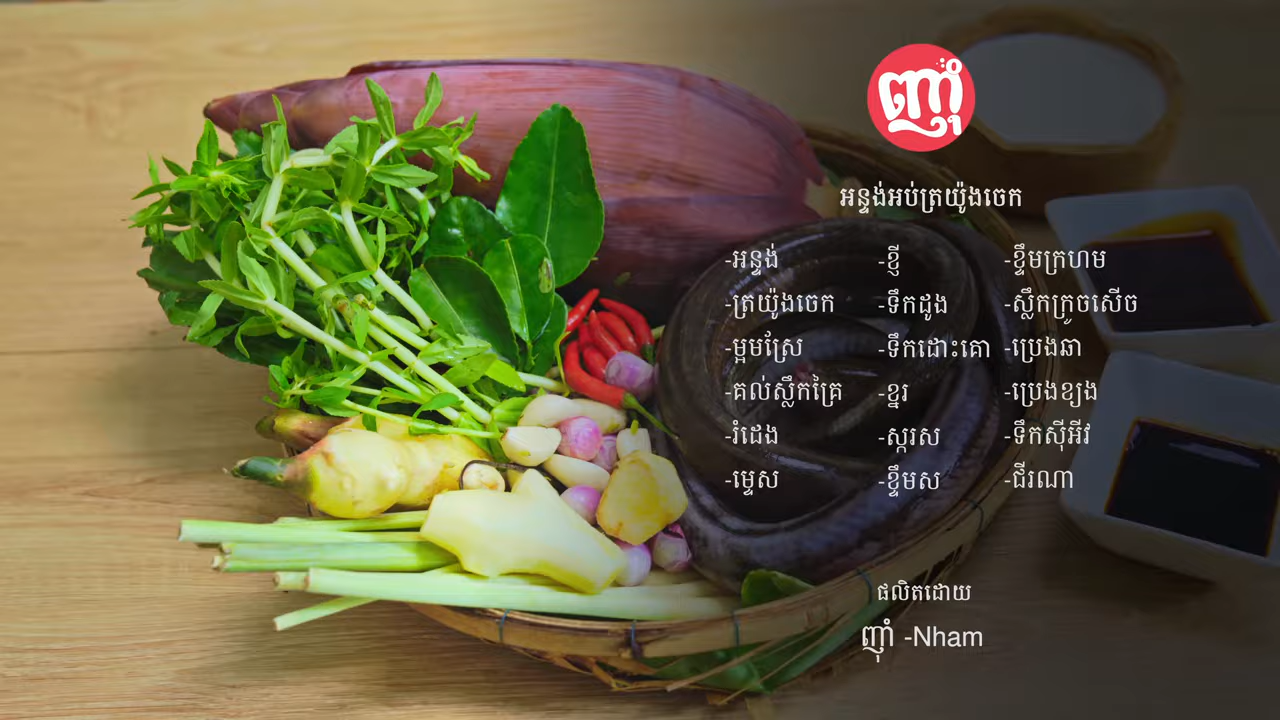 ញ៉ាំ
អន្ទង់អប់ត្រយ៉ូងចេក
-អន្ទង់
-ត្រយ៉ូងចេក
-ម្អមស្រែ
-គល់ស្លឹកគ្រៃ
-រំដេង
-ម្ទេស
-ខ្ញី
-ទឹកដូង
-ទឹកដោះគោ
-ខ្នរ
-ស្ករស
-ខ្ទឹមស
-ខ្ទឹមក្រហម
-ស្លឹកក្រូចសើច
-ប្រេងឆា
-ប្រេងខ្យង
-ទឹកស៊ីអីវ
-ជីរណា
ផលិតដោយ
ញ៉ាំ -Nham